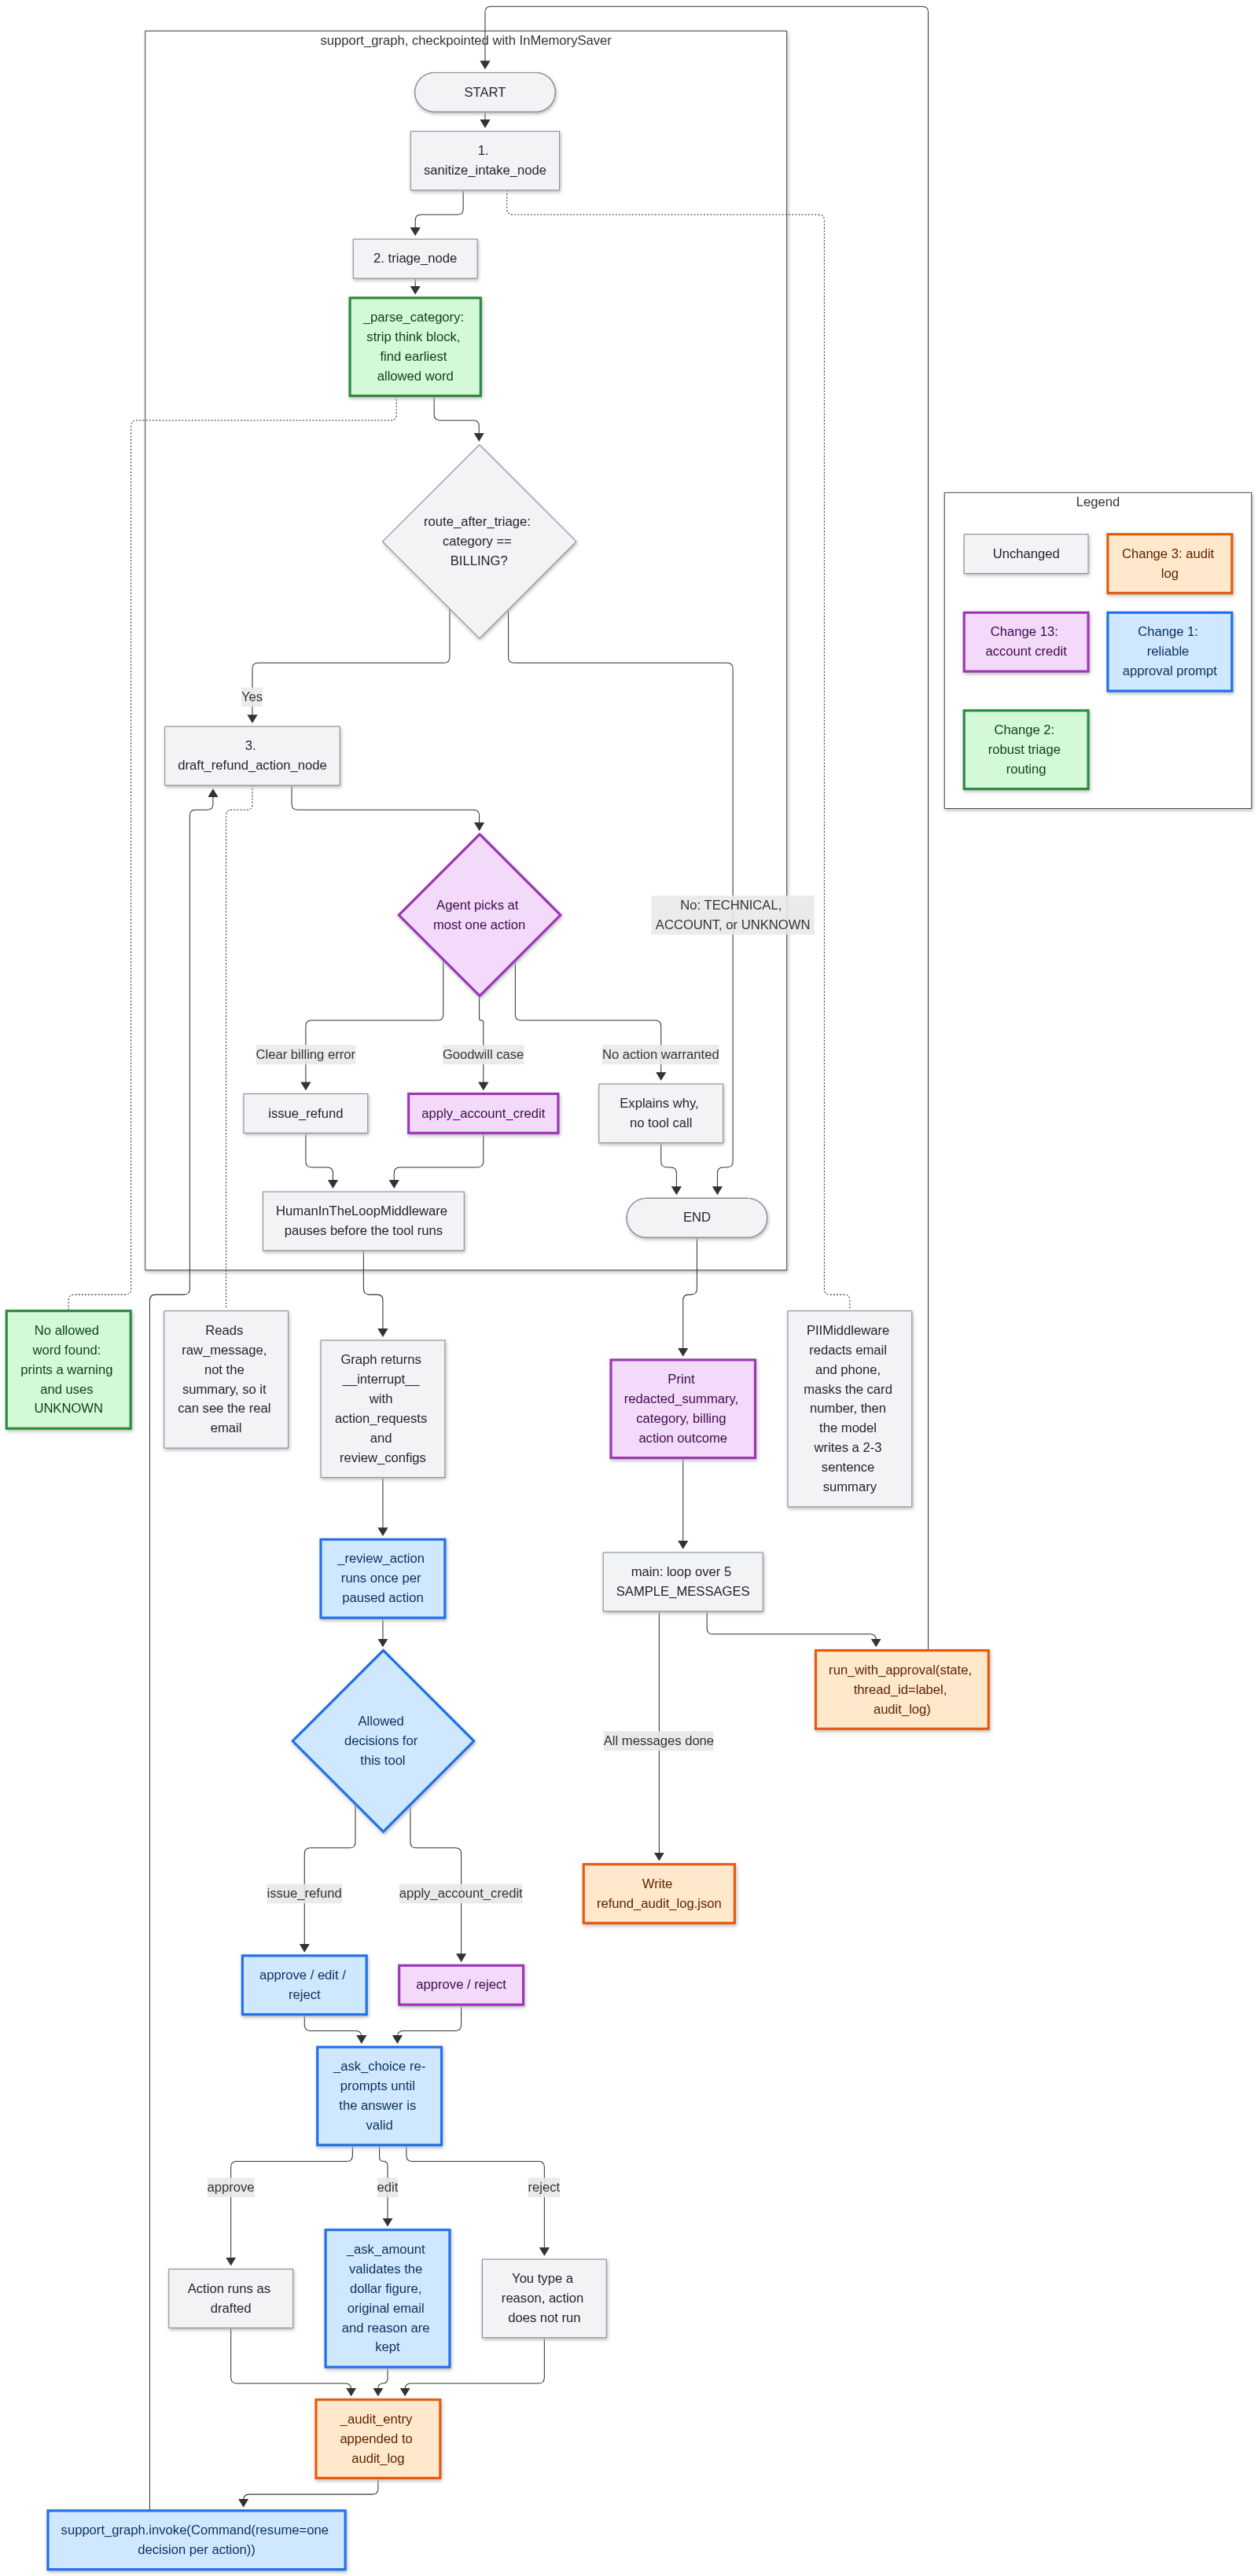 support_graph, checkpointed with InMemorySaver
START
1.
sanitize_intake_node
2. triage_node
_parse_category:
strip think block,
find earliest
allowed word
route_after_triage:
category ==
BILLING?
Legend
Unchanged
Change 3: audit
log
Change 13:
account credit
Change 1:
reliable
approval prompt
Change 2:
robust triage
routing
Yes
3.
draft_refund_action_node
Agent picks at
most one action
No: TECHNICAL,
ACCOUNT, or UNKNOWN
Clear billing error
Goodwill case
No action warranted
issue_refund
apply_account_credit
Explains why,
no tool call
HumanInTheLoopMiddleware
pauses before the tool runs
END
No allowed
word found:
prints a warning
and uses
UNKNOWN
Reads
raw_message,
not the
summary, so it
can see the real
email
Graph returns
__interrupt__
with
action_requests
and
review_configs
Print
redacted_summary,
category, billing
action outcome
PIIMiddleware
redacts email
and phone,
masks the card
number, then
the model
writes a 2-3
sentence
summary
_review_action
runs once per
paused action
main: loop over 5
SAMPLE_MESSAGES
run_with_approval(state,
thread_id=label,
audit_log)
Allowed
decisions for
this tool
All messages done
issue_refund
apply_account_credit
Write
refund_audit_log.json
approve / edit /
reject
approve / reject
_ask_choice re-
prompts until
the answer is
valid
approve
edit
reject
Action runs as
drafted
_ask_amount
validates the
dollar figure,
original email
and reason are
kept
You type a
reason, action
does not run
_audit_entry
appended to
audit_log
support_graph.invoke(Command(resume=one
decision per action))